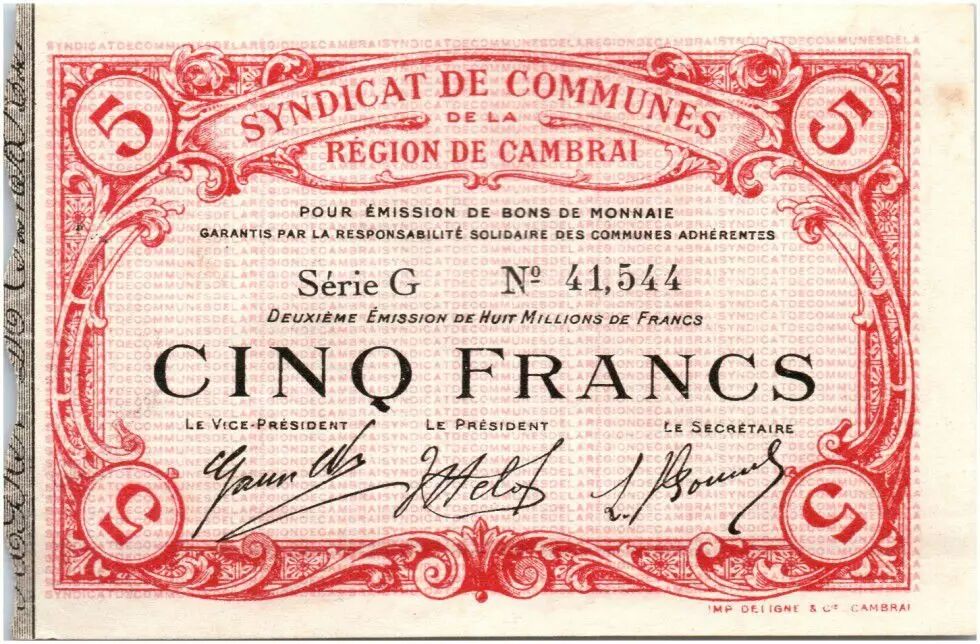 5 5
SYNDICAT DE COMMUNES
DE LA
RÉGION DE CAMBRAI
POUR ÉMISSION DE BONS DE MONNAIE
GARANTIS PAR LA RESPONSABILITÉ SOLIDAIRE DES COMMUNES ADHÉRENTES
Série G Nº 41,544
DEUXIÈME ÉMISSION DE HUIT MILLIONS DE FRANCS
CINQ FRANCS
LE VICE-PRÉSIDENT LE PRÉSIDENT LE SECRÉTAIRE
5 5
IMP DELIGNE & Cie CAMBRAI